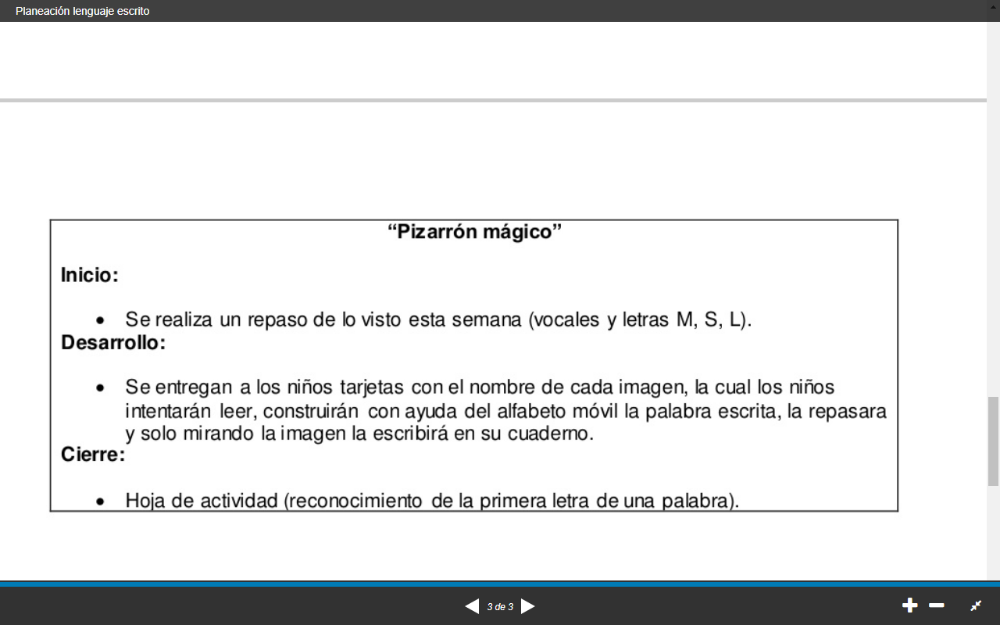 Planeación lenguaje escrito
“Pizarrón mágico”
Inicio:
• Se realiza un repaso de lo visto esta semana (vocales y letras M, S, L).
Desarrollo:
• Se entregan a los niños tarjetas con el nombre de cada imagen, la cual los niños
intentarán leer, construirán con ayuda del alfabeto móvil la palabra escrita, la repasara
y solo mirando la imagen la escribirá en su cuaderno.
Cierre:
• Hoja de actividad (reconocimiento de la primera letra de una palabra).
3 de 3